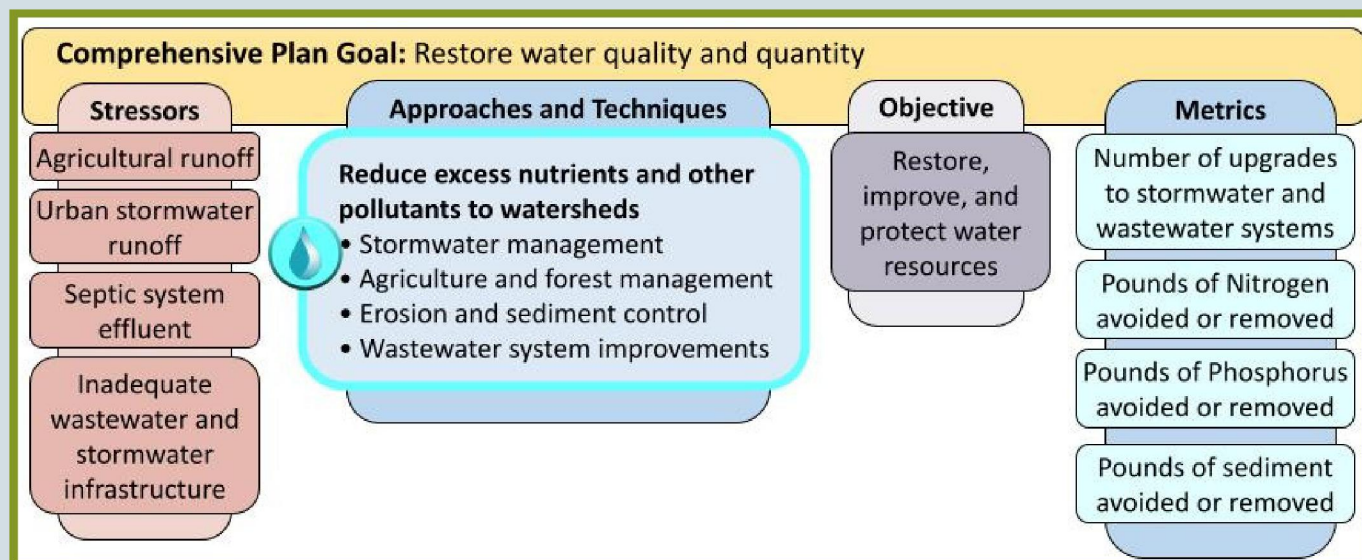 Comprehensive Plan Goal: Restore water quality and quantity
Stressors
Agricultural runoff
Urban stormwater
runoff
Septic system
effluent
Inadequate
wastewater and
stormwater
infrastructure
Approaches and Techniques
Reduce excess nutrients and other
pollutants to watersheds
• Stormwater management
• Agriculture and forest management
• Erosion and sediment control
• Wastewater system improvements
Objective
Restore,
improve, and
protect water
resources
Metrics
Number of upgrades
to stormwater and
wastewater systems
Pounds of Nitrogen
avoided or removed
Pounds of Phosphorus
avoided or removed
Pounds of sediment
avoided or removed